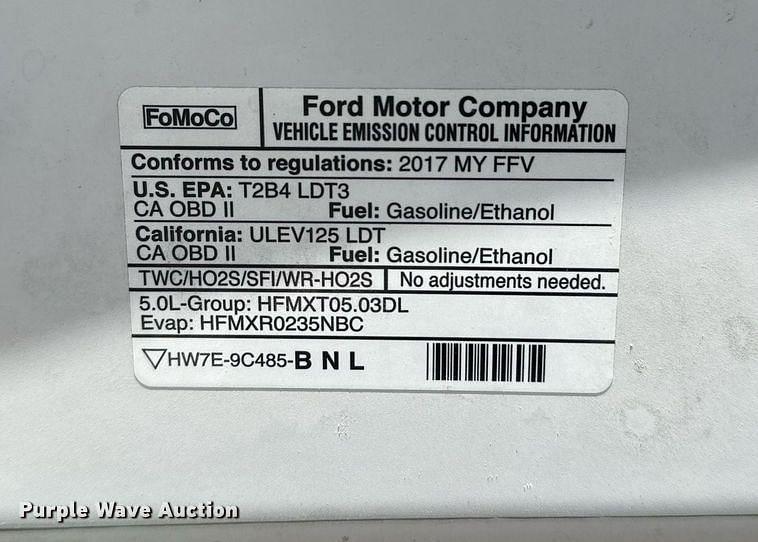 FoMoCo
Ford Motor Company
VEHICLE EMISSION CONTROL INFORMATION
Conforms to regulations: 2017 MY FFV
U.S. EPA: T2B4 LDT3
CA OBD II Fuel: Gasoline/Ethanol
California: ULEV125 LDT
CA OBD II Fuel: Gasoline/Ethanol
TWC/HO2S/SFI/WR-HO2S No adjustments needed.
5.0L-Group: HFMXT05.03DL
Evap: HFMXR0235NBC
HW7E-9C485-B N L
Purple Wave Auction